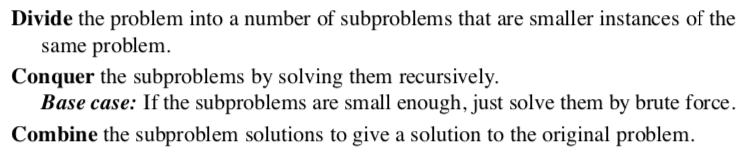 Divide the problem into a number of subproblems that are smaller instances of the
same problem.
Conquer the subproblems by solving them recursively.
Base case: If the subproblems are small enough, just solve them by brute force.
Combine the subproblem solutions to give a solution to the original problem.